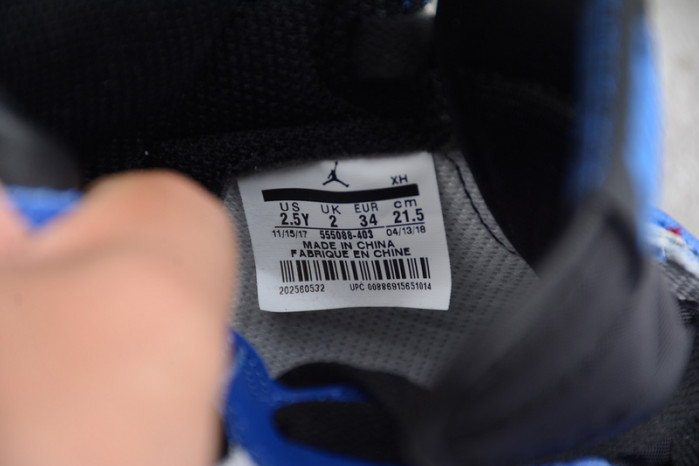 XH
US UK EUR cm
2.5Y 2 34 21.5
11/15/17 555088-403 04/13/18
MADE IN CHINA
FABRIQUE EN CHINE
202560532 UPC 00886915651014